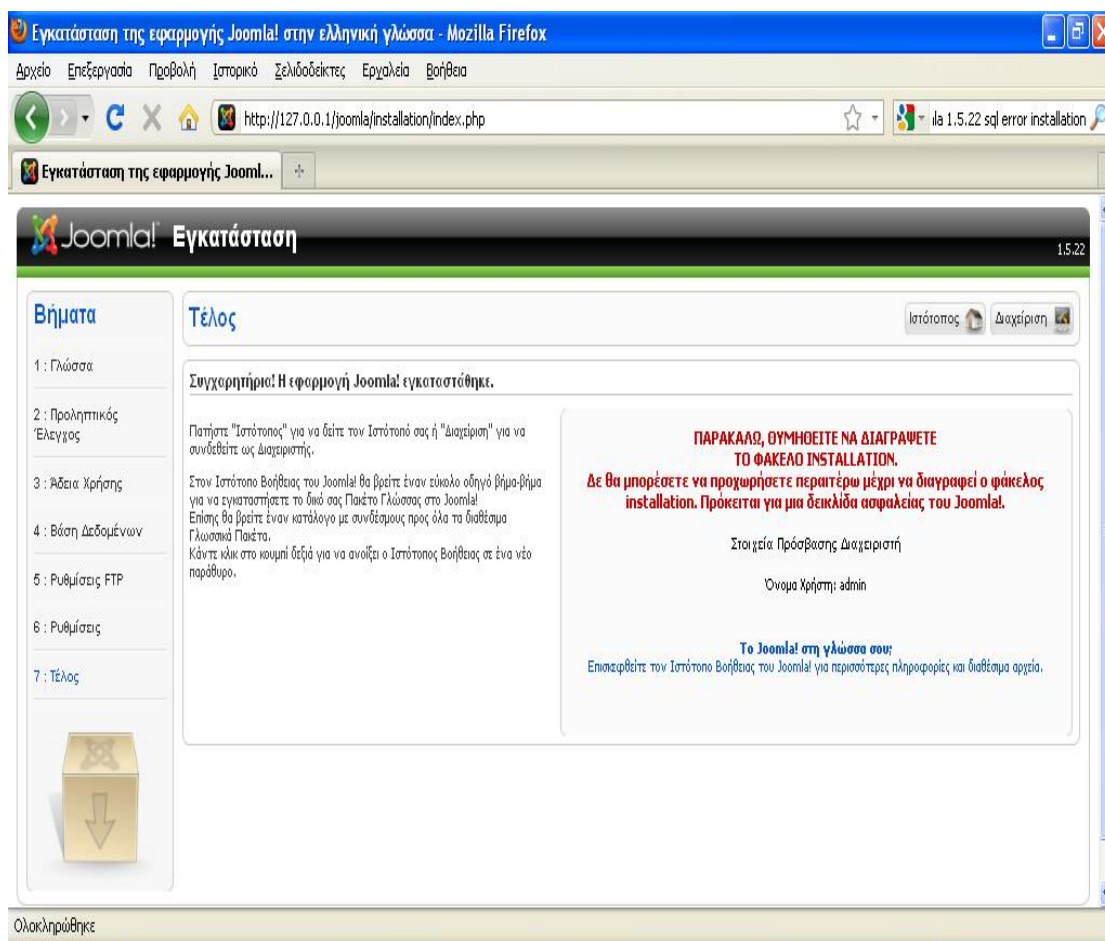 Εγκατάσταση της εφαρμογής Joomla! στην ελληνική γλώσσα - Mozilla Firefox
Αρχείο Επεξεργασία Προβολή Ιστορικό Σελιδοδείκτες Εργαλεία Βοήθεια
http://127.0.0.1/joomla/installation/index.php
ıla 1.5.22 sql error installation
Εγκατάσταση της εφαρμογής Jooml...
Joomla! Εγκατάσταση
1.5.22
Βήματα
1 : Γλώσσα
2 : Προληπτικός
Έλεγχος
3 : Άδεια Χρήσης
4 : Βάση Δεδομένων
5 : Ρυθμίσεις FTP
6 : Ρυθμίσεις
7 : Τέλος
Τέλος
Ιστότοπος Διαχείριση
Συγχαρητήρια! Η εφαρμογή Joomla! εγκαταστάθηκε.
Πατήστε "Ιστότοπος" για να δείτε τον Ιστότοπό σας ή "Διαχείριση" για να
συνδεθείτε ως Διαχειριστής.
Στον Ιστότοπο Βοήθειας του Joomla! θα βρείτε έναν εύκολο οδηγό βήμα-βήμα
για να εγκαταστήσετε το δικό σας Πακέτο Γλώσσας στο Joomla!
Επίσης θα βρείτε έναν κατάλογο με συνδέσμους προς όλα τα διαθέσιμα
Γλωσσικά Πακέτα.
Κάντε κλικ στο κουμπί δεξιά για να ανοίξει ο Ιστότοπος Βοήθειας σε ένα νέο
παράθυρο.
ΠΑΡΑΚΑΛΩ, ΘΥΜΗΘΕΙΤΕ ΝΑ ΔΙΑΓΡΑΨΕΤΕ
ΤΟ ΦΑΚΕΛΟ INSTALLATION.
Δε θα μπορέσετε να προχωρήσετε περαιτέρω μέχρι να διαγραφεί ο φάκελος
installation. Πρόκειται για μια δεικλίδα ασφαλείας του Joomla!.
Στοιχεία Πρόσβασης Διαχειριστή
Όνομα Χρήστη: admin
Το Joomla! στη γλώσσα σου;
Επισκεφθείτε τον Ιστότοπο Βοήθειας του Joomla! για περισσότερες πληροφορίες και διαθέσιμα αρχεία.
Ολοκληρώθηκε